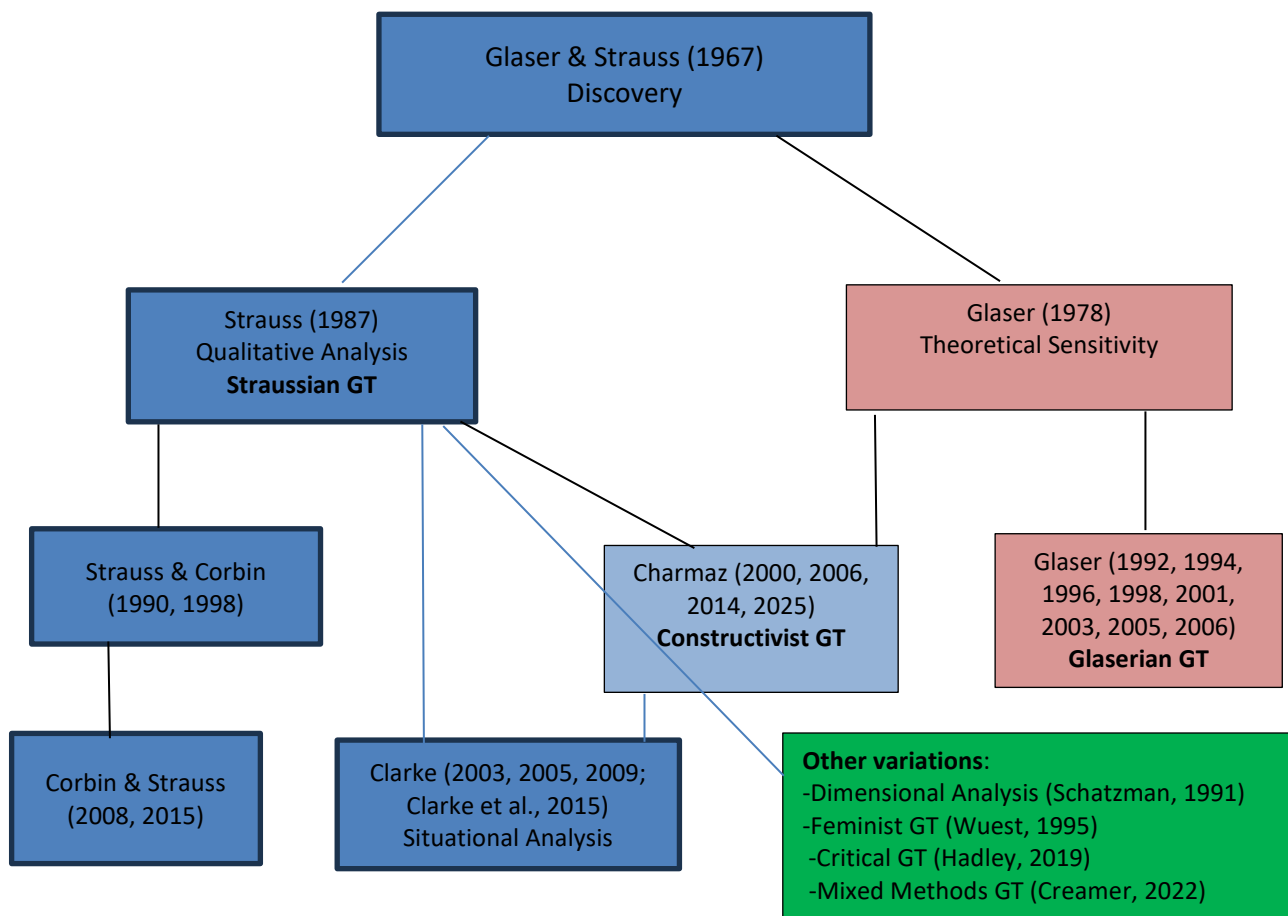 Glaser & Strauss (1967)
Discovery
Strauss (1987)
Qualitative Analysis
Straussian GT
Glaser (1978)
Theoretical Sensitivity
Strauss & Corbin
(1990, 1998)
Charmaz (2000, 2006,
2014, 2025)
Constructivist GT
Glaser (1992, 1994,
1996, 1998, 2001,
2003, 2005, 2006)
Glaserian GT
Corbin & Strauss
(2008, 2015)
Clarke (2003, 2005, 2009;
Clarke et al., 2015)
Situational Analysis
Other variations:
-Dimensional Analysis (Schatzman, 1991)
-Feminist GT (Wuest, 1995)
-Critical GT (Hadley, 2019)
-Mixed Methods GT (Creamer, 2022)